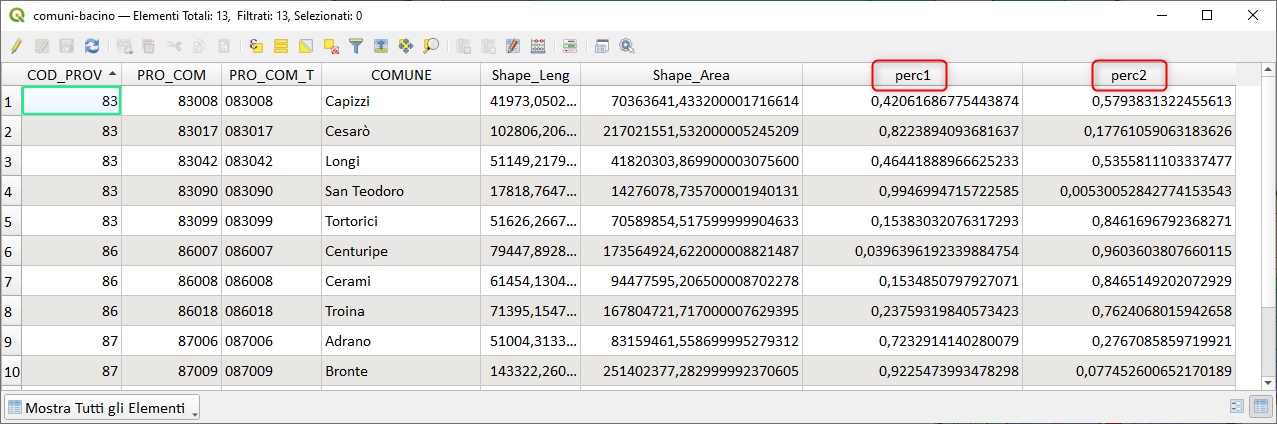 comuni-bacino — Elementi Totali: 13, Filtrati: 13, Selezionati: 0
COD_PROV PRO_COM PRO_COM_T COMUNE Shape_Leng Shape_Area perc1 perc2
1 83 83008 083008 Capizzi 41973,0502... 70363641,433200001716614 0,42061686775443874 0,5793831322455613
2 83 83017 083017 Cesarò 102806,206... 217021551,532000005245209 0,8223894093681637 0,17761059063183626
3 83 83042 083042 Longi 51149,2179... 41820303,869900003075600 0,46441888966625233 0,5355811103337477
4 83 83090 083090 San Teodoro 17818,7647... 14276078,735700001940131 0,9946994715722585 0,00530052842774153543
5 83 83099 083099 Tortorici 51626,2667... 70589854,517599999904633 0,15383032076317293 0,8461696792368271
6 86 86007 086007 Centuripe 79447,8928... 173564924,622000008821487 0,0396396192339884754 0,9603603807660115
7 86 86008 086008 Cerami 61454,1304... 94477595,206500008702278 0,1534850797927071 0,8465149202072929
8 86 86018 086018 Troina 71395,1547... 167804721,717000007629395 0,23759319840573423 0,7624068015942658
9 87 87006 087006 Adrano 51004,3133... 83159461,558699995279312 0,7232914140280079 0,2767085859719921
10 87 87009 087009 Bronte 143322,260... 251402377,282999992370605 0,9225473993478298 0,077452600652170189
Mostra Tutti gli Elementi